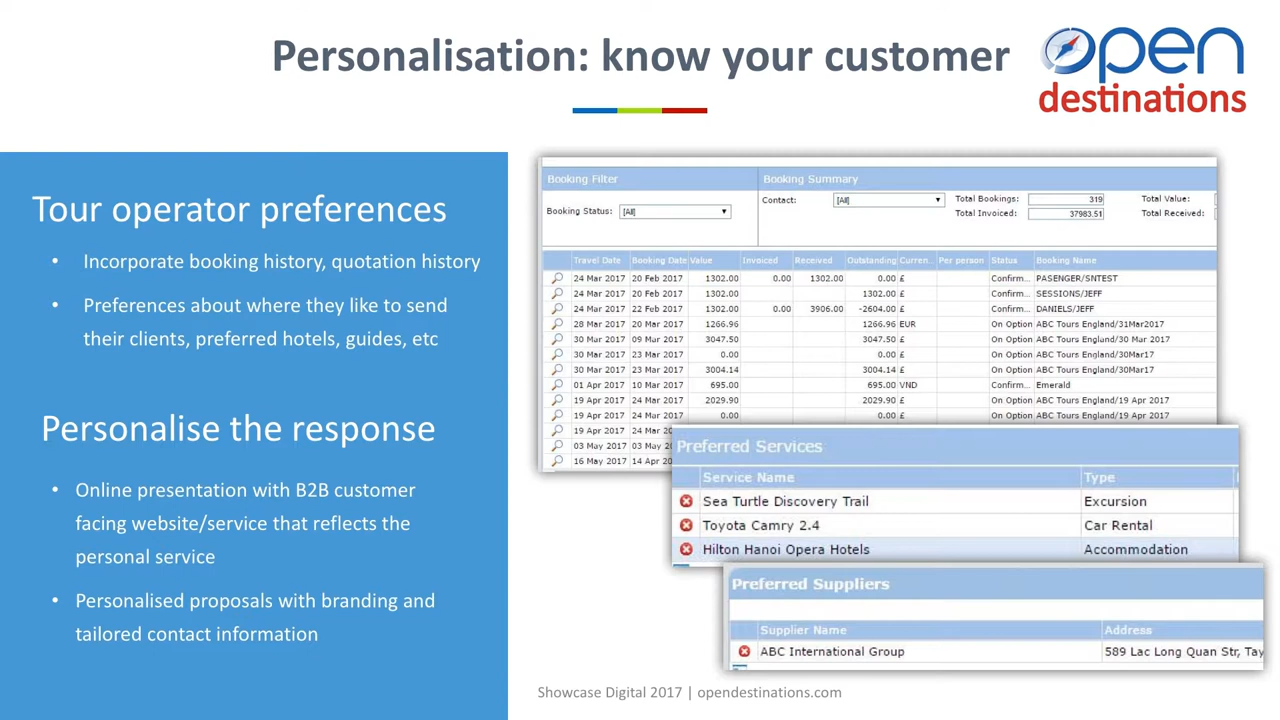 Personalisation: know your customer
open
destinations
Tour operator preferences
• Incorporate booking history, quotation history
• Preferences about where they like to send
their clients, preferred hotels, guides, etc
Personalise the response
• Online presentation with B2B customer
facing website/service that reflects the
personal service
• Personalised proposals with branding and
tailored contact information
Booking Filter
Booking Status: [All]
Booking Summary
Contact: [All] Total Bookings: 319 Total Value:
Total Invoiced: 37983.51 Total Received:
Travel Date Booking Date Value Invoiced Received Outstanding Curren... Per person Status Booking Name
24 Mar 2017 20 Feb 2017 1302.00 0.00 1302.00 0.00 £ Confirm... PASENGER/SNTEST
24 Mar 2017 20 Feb 2017 1302.00 1302.00 £ Confirm... SESSIONS/JEFF
24 Mar 2017 22 Feb 2017 1302.00 0.00 3906.00 -2604.00 £ Confirm... DANIELS/JEFF
28 Mar 2017 20 Mar 2017 1266.96 1266.96 EUR On Option ABC Tours England/31Mar2017
30 Mar 2017 09 Mar 2017 3047.50 3047.50 £ On Option ABC Tours England/30 Mar 2017
30 Mar 2017 23 Mar 2017 0.00 0.00 £ On Option ABC Tours England/30Mar17
30 Mar 2017 23 Mar 2017 3004.14 3004.14 £ On Option ABC Tours England/30Mar17
01 Apr 2017 10 Mar 2017 695.00 695.00 VND Confirm... Emerald
19 Apr 2017 24 Mar 2017 2029.90 2029.90 £ On Option ABC Tours England/19 Apr 2017
19 Apr 2017 24 Mar 2017 0.00 0.00 £ On Option ABC Tours England/19 Apr 2017
19 Apr 2017 24 Mar 20
03 May 2017 03 May 20
16 May 2017 14 Apr 20
Preferred Services
Service Name Type
Sea Turtle Discovery Trail Excursion
Toyota Camry 2.4 Car Rental
Hilton Hanoi Opera Hotels Accommodation
Preferred Suppliers
Supplier Name Address
ABC International Group 589 Lac Long Quan Str, Tay
Showcase Digital 2017 | opendestinations.com